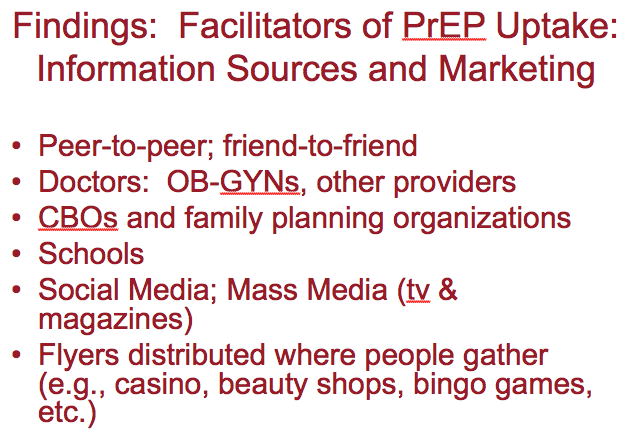 Findings:  Facilitators of PrEP Uptake:
Information Sources and Marketing
• Peer-to-peer; friend-to-friend
• Doctors:  OB-GYNs, other providers
• CBOs and family planning organizations
• Schools
• Social Media; Mass Media (tv &
magazines)
• Flyers distributed where people gather
(e.g., casino, beauty shops, bingo games,
etc.)